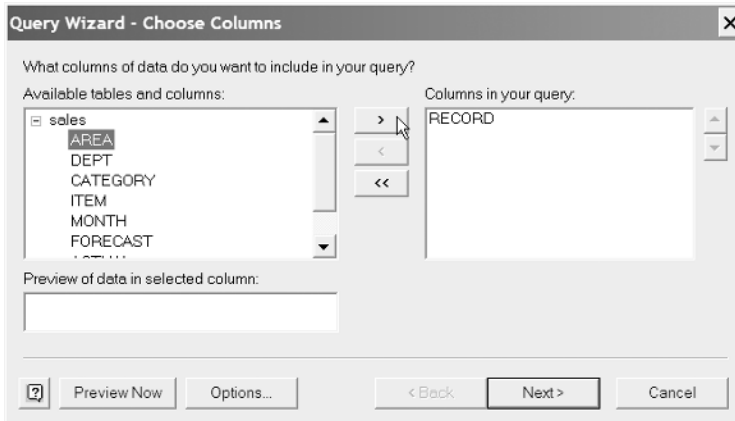 Query Wizard - Choose Columns
What columns of data do you want to include in your query?
Available tables and columns:
Columns in your query:
sales
AREA
DEPT
CATEGORY
ITEM
MONTH
FORECAST
>
<
<<
RECORD
Preview of data in selected column:
Preview Now
Options...
< Back
Next >
Cancel